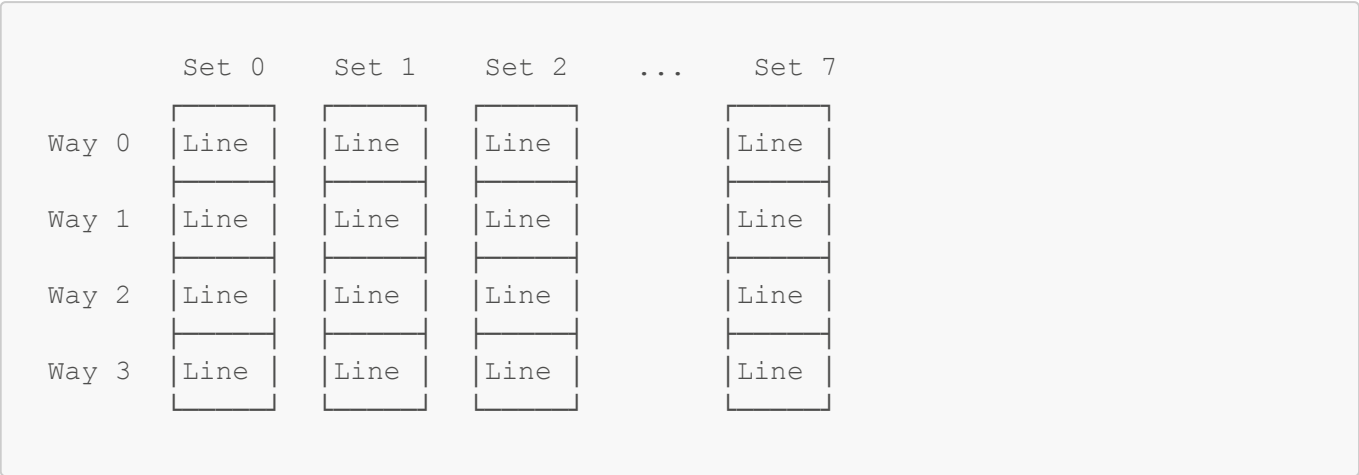 Set 0 Set 1 Set 2 ... Set 7
Way 0 Line Line Line Line
Way 1 Line Line Line Line
Way 2 Line Line Line Line
Way 3 Line Line Line Line